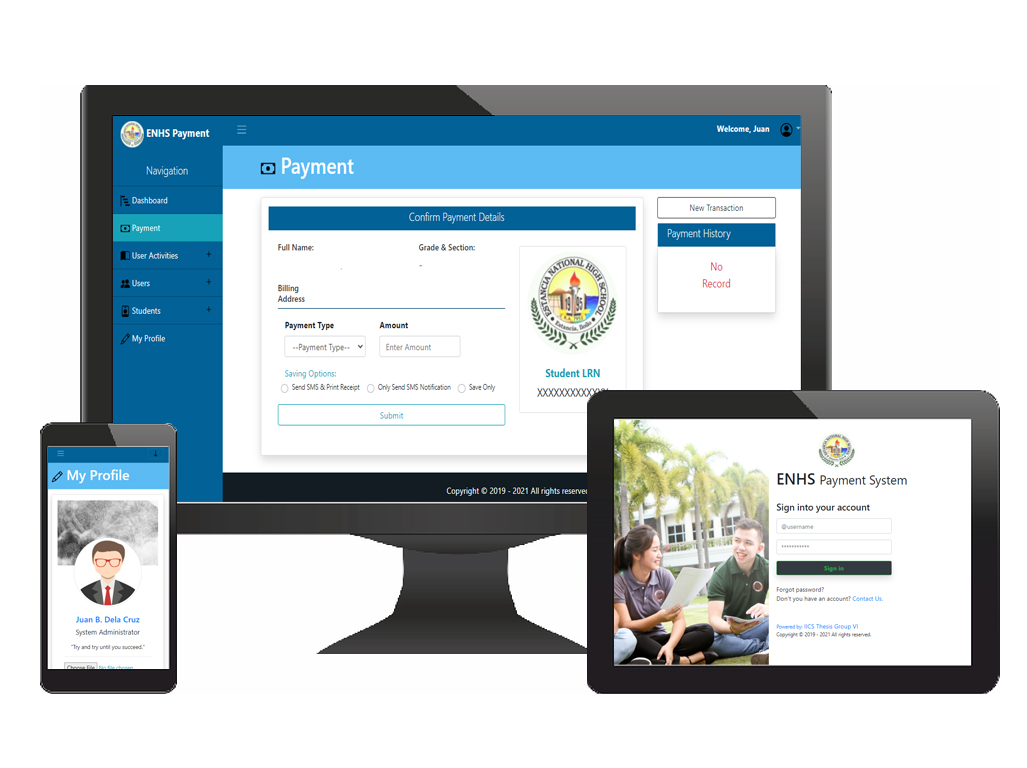 ENHS Payment
Welcome, Juan
Navigation
Dashboard
Payment
User Activities +
Users +
Students +
My Profile
Payment
Confirm Payment Details
Full Name:
Grade & Section:
-
Billing
Address
Payment Type
Amount
--Payment Type--
Enter Amount
Saving Options:
Send SMS & Print Receipt
Only Send SMS Notification
Save Only
Submit
ESTANCIA NATIONAL HIGH SCHOOL
1995
Estancia, Iloilo
Student LRN
XXXXXXXXXXXX
New Transaction
Payment History
No
Record
Copyright © 2019 - 2021 All rights reserved
My Profile
Juan B. Dela Cruz
System Administrator
"Try and try until you succeed."
Choose File No file chosen
ENHS Payment System
Sign into your account
@username
***********
Sign in
Forgot password?
Don't you have an account? Contact Us.
Powered by: IICS Thesis Group VI
Copyright © 2019 - 2021 All rights reserved.